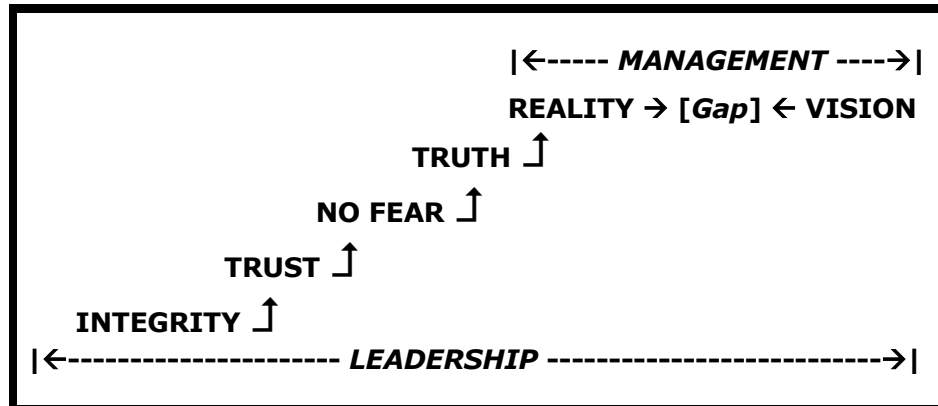 |←----- MANAGEMENT ----→|
REALITY → [Gap] ← VISION
TRUTH
NO FEAR
TRUST
INTEGRITY
|←---------------------- LEADERSHIP ---------------------------→|